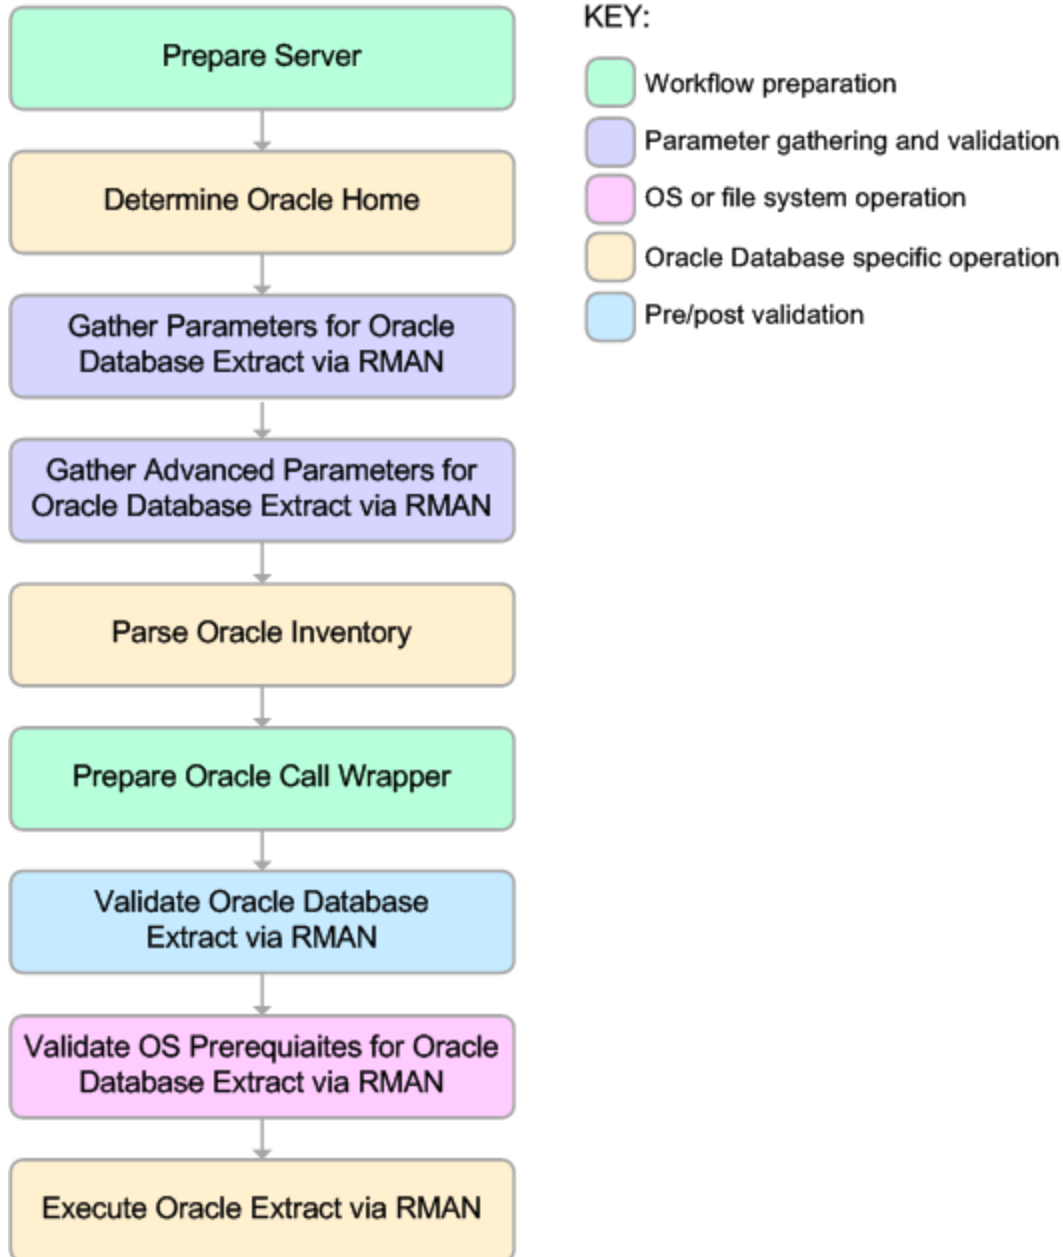 Prepare Server
Determine Oracle Home
Gather Parameters for Oracle
Database Extract via RMAN
Gather Advanced Parameters for
Oracle Database Extract via RMAN
Parse Oracle Inventory
Prepare Oracle Call Wrapper
Validate Oracle Database
Extract via RMAN
Validate OS Prerequiaites for Oracle
Database Extract via RMAN
Execute Oracle Extract via RMAN
KEY:
Workflow preparation
Parameter gathering and validation
OS or file system operation
Oracle Database specific operation
Pre/post validation